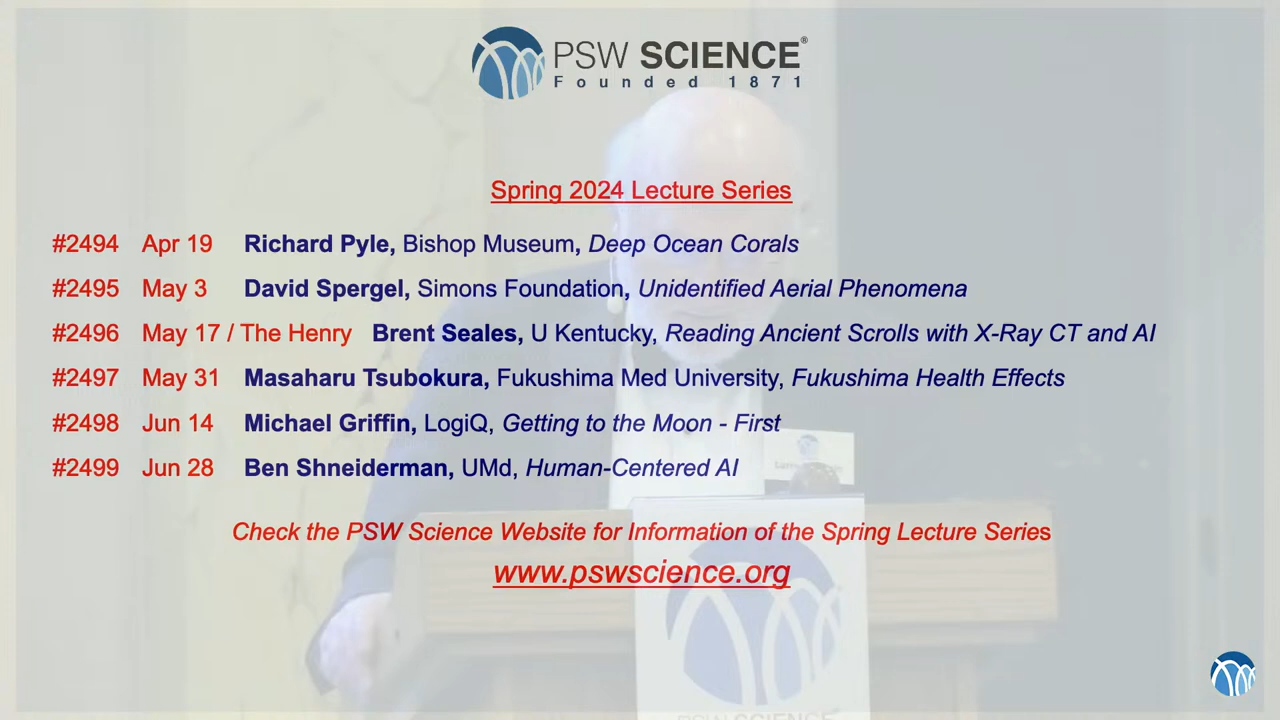 PSW SCIENCE®
Founded 1871
Spring 2024 Lecture Series
#2494 Apr 19 Richard Pyle, Bishop Museum, Deep Ocean Corals
#2495 May 3 David Spergel, Simons Foundation, Unidentified Aerial Phenomena
#2496 May 17 / The Henry Brent Seales, U Kentucky, Reading Ancient Scrolls with X-Ray CT and AI
#2497 May 31 Masaharu Tsubokura, Fukushima Med University, Fukushima Health Effects
#2498 Jun 14 Michael Griffin, LogiQ, Getting to the Moon - First
#2499 Jun 28 Ben Shneiderman, UMd, Human-Centered AI
Check the PSW Science Website for Information of the Spring Lecture Series
www.pswscience.org
PSW SCIENCE